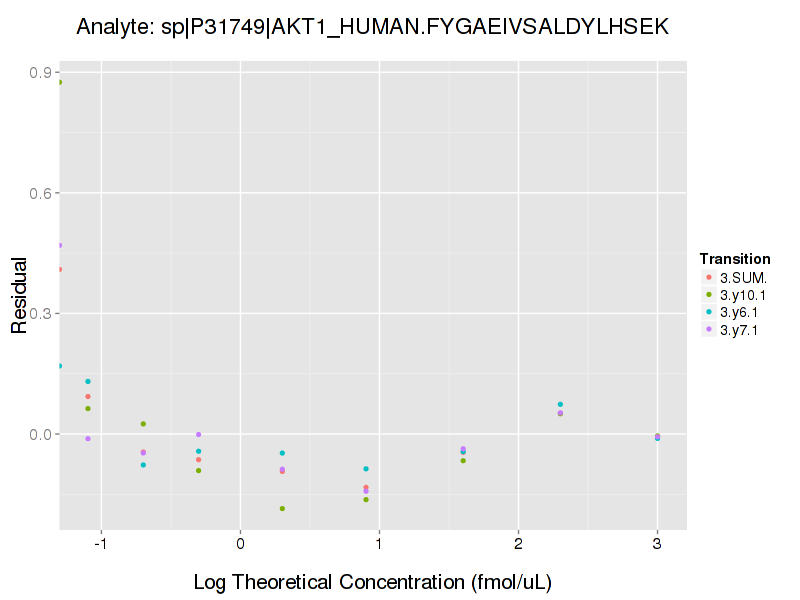 Analyte: sp|P31749|AKT1_HUMAN.FYGAEIVSALDYLHSEK
0.9
0.6
0.3
0.0
Residual
-1
0
1
2
3
Log Theoretical Concentration (fmol/uL)
Transition
3.SUM.
3.y10.1
3.y6.1
3.y7.1